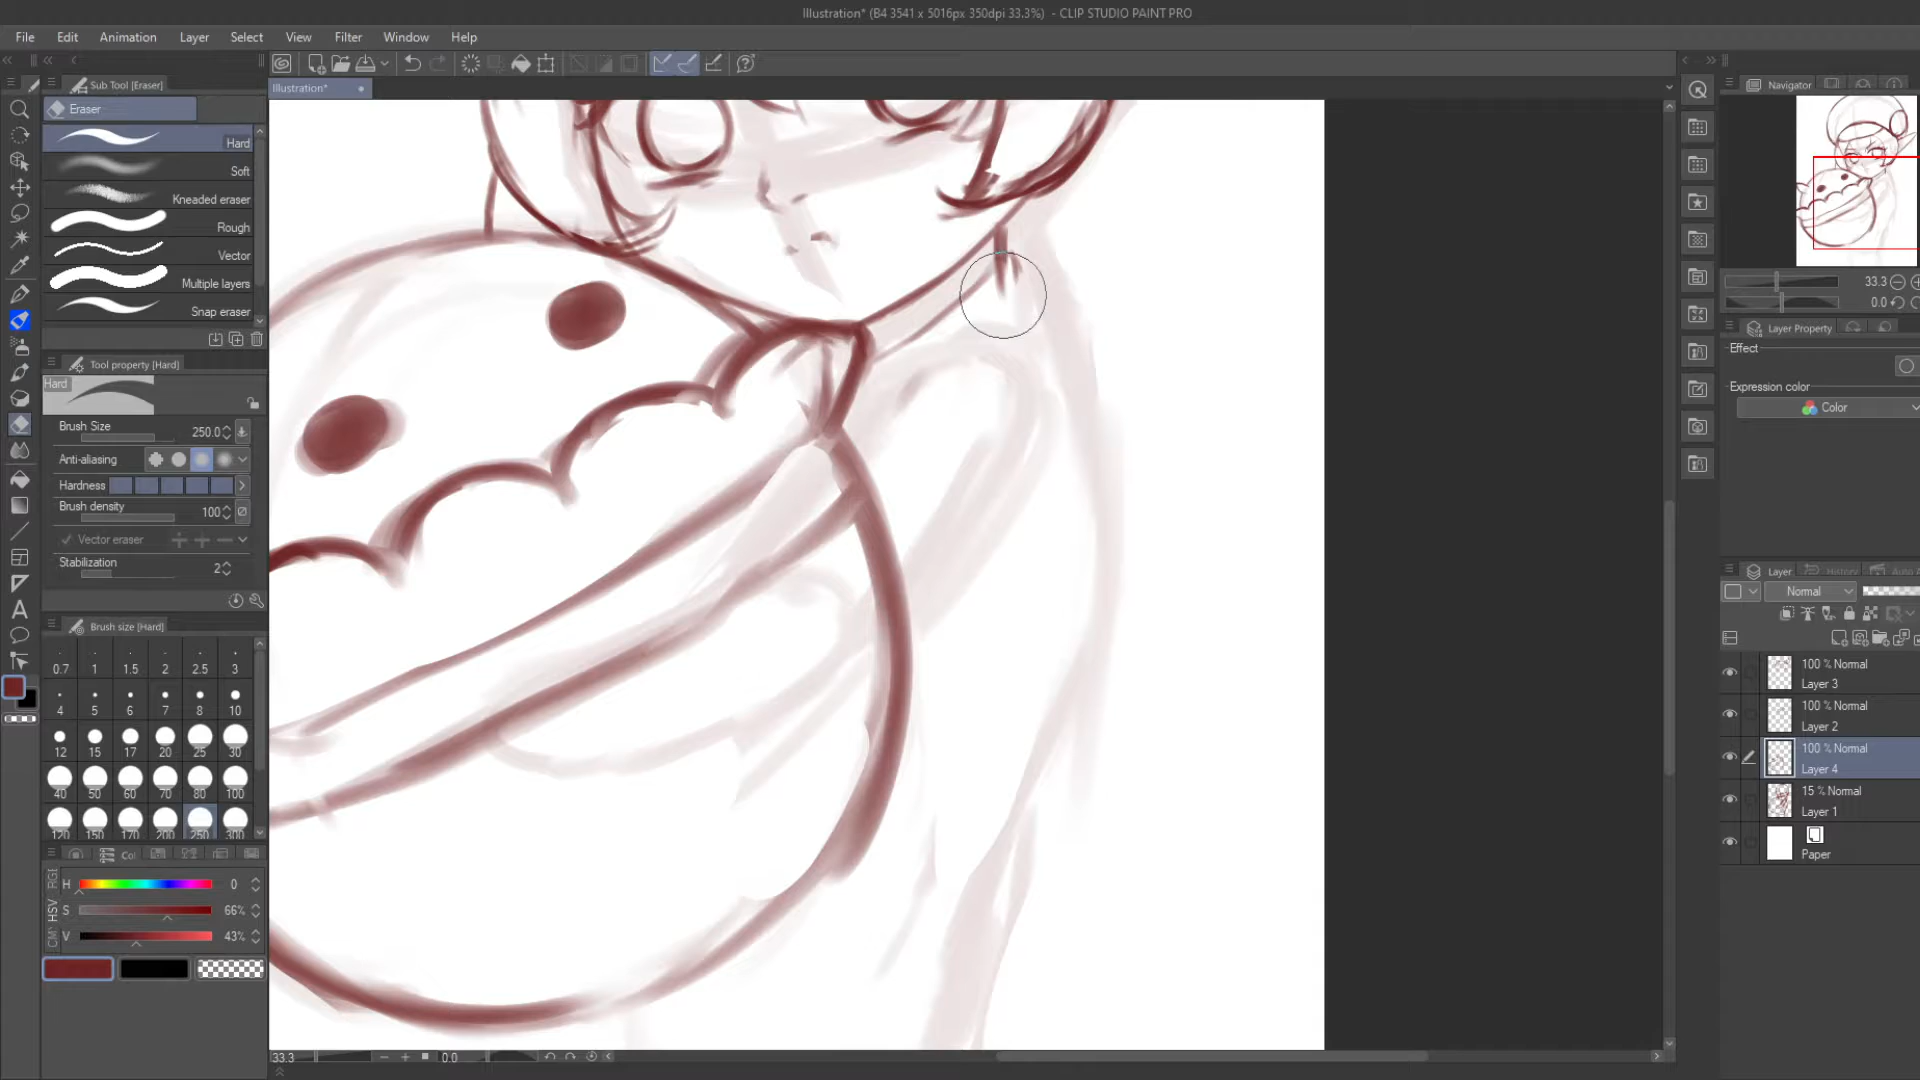 Illustration* (B4 3541 x 5016px 350dpi 33.3%) - CLIP STUDIO PAINT PRO
File Edit Animation Layer Select View Filter Window Help
Sub Tool [Eraser]
Eraser
Hard
Soft
Kneaded eraser
Rough
Vector
Multiple layers
Snap eraser
Tool property [Hard]
Hard
Brush Size 250.0
Anti-aliasing
Hardness
Brush density 100
Vector eraser
Stabilization 2
Brush size [Hard]
0.7 1 1.5 2 2.5 3
4 5 6 7 8 10
12 15 17 20 25 30
40 50 60 70 80 100
120 150 170 200 250 300
Col
RGB
HSV
CM
H 0
S 66%
V 43%
Illustration*
33.3 0.0
Navigator
33.3
0.0
Layer Property
Effect
Expression color
Color
Layer History Auto A
Normal
100 % Normal
Layer 3
100 % Normal
Layer 2
100 % Normal
Layer 4
15 % Normal
Layer 1
Paper